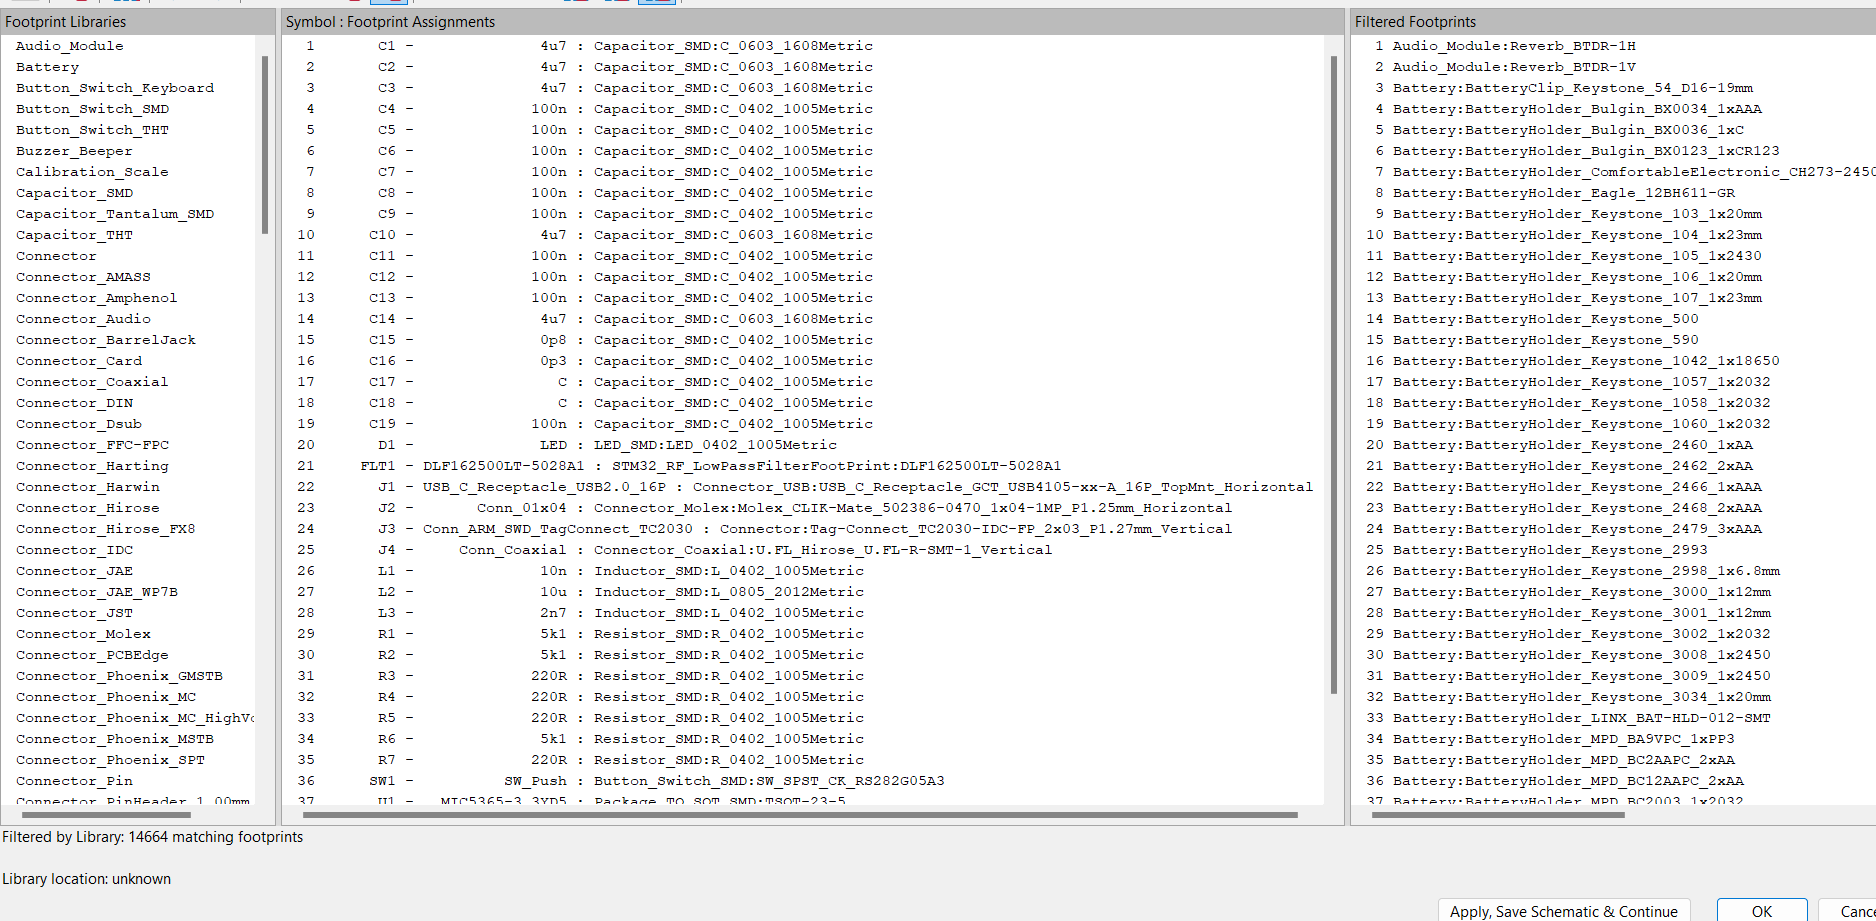 Footprint Libraries
Audio_Module
Battery
Button_Switch_Keyboard
Button_Switch_SMD
Button_Switch_THT
Buzzer_Beeper
Calibration_Scale
Capacitor_SMD
Capacitor_Tantalum_SMD
Capacitor_THT
Connector
Connector_AMASS
Connector_Amphenol
Connector_Audio
Connector_BarrelJack
Connector_Card
Connector_Coaxial
Connector_DIN
Connector_Dsub
Connector_FFC-FPC
Connector_Harting
Connector_Harwin
Connector_Hirose
Connector_Hirose_FX8
Connector_IDC
Connector_JAE
Connector_JAE_WP7B
Connector_JST
Connector_Molex
Connector_PCBEdge
Connector_Phoenix_GMSTB
Connector_Phoenix_MC
Connector_Phoenix_MC_HighVo
Connector_Phoenix_MSTB
Connector_Phoenix_SPT
Connector_Pin
Connector_PinHeader_1.00mm
Symbol : Footprint Assignments
1 C1 - 4u7 : Capacitor_SMD:C_0603_1608Metric
2 C2 - 4u7 : Capacitor_SMD:C_0603_1608Metric
3 C3 - 4u7 : Capacitor_SMD:C_0603_1608Metric
4 C4 - 100n : Capacitor_SMD:C_0402_1005Metric
5 C5 - 100n : Capacitor_SMD:C_0402_1005Metric
6 C6 - 100n : Capacitor_SMD:C_0402_1005Metric
7 C7 - 100n : Capacitor_SMD:C_0402_1005Metric
8 C8 - 100n : Capacitor_SMD:C_0402_1005Metric
9 C9 - 100n : Capacitor_SMD:C_0402_1005Metric
10 C10 - 4u7 : Capacitor_SMD:C_0603_1608Metric
11 C11 - 100n : Capacitor_SMD:C_0402_1005Metric
12 C12 - 100n : Capacitor_SMD:C_0402_1005Metric
13 C13 - 100n : Capacitor_SMD:C_0402_1005Metric
14 C14 - 4u7 : Capacitor_SMD:C_0603_1608Metric
15 C15 - 0p8 : Capacitor_SMD:C_0402_1005Metric
16 C16 - 0p3 : Capacitor_SMD:C_0402_1005Metric
17 C17 - C : Capacitor_SMD:C_0402_1005Metric
18 C18 - C : Capacitor_SMD:C_0402_1005Metric
19 C19 - 100n : Capacitor_SMD:C_0402_1005Metric
20 D1 - LED : LED_SMD:LED_0402_1005Metric
21 FLT1 - DLF162500LT-5028A1 : STM32_RF_LowPassFilterFootPrint:DLF162500LT-5028A1
22 J1 - USB_C_Receptacle_USB2.0_16P : Connector_USB:USB_C_Receptacle_GCT_USB4105-xx-A_16P_TopMnt_Horizontal
23 J2 - Conn_01x04 : Connector_Molex:Molex_CLIK-Mate_502386-0470_1x04-1MP_P1.25mm_Horizontal
24 J3 - Conn_ARM_SWD_TagConnect_TC2030 : Connector:Tag-Connect_TC2030-IDC-FP_2x03_P1.27mm_Vertical
25 J4 - Conn_Coaxial : Connector_Coaxial:U.FL_Hirose_U.FL-R-SMT-1_Vertical
26 L1 - 10n : Inductor_SMD:L_0402_1005Metric
27 L2 - 10u : Inductor_SMD:L_0805_2012Metric
28 L3 - 2n7 : Inductor_SMD:L_0402_1005Metric
29 R1 - 5k1 : Resistor_SMD:R_0402_1005Metric
30 R2 - 5k1 : Resistor_SMD:R_0402_1005Metric
31 R3 - 220R : Resistor_SMD:R_0402_1005Metric
32 R4 - 220R : Resistor_SMD:R_0402_1005Metric
33 R5 - 220R : Resistor_SMD:R_0402_1005Metric
34 R6 - 5k1 : Resistor_SMD:R_0402_1005Metric
35 R7 - 220R : Resistor_SMD:R_0402_1005Metric
36 SW1 - SW_Push : Button_Switch_SMD:SW_SPST_CK_RS282G05A3
37 U1 - MIC5365-3.3YD5 : Package_TO_SOT_SMD:TSOT-23-5
Filtered Footprints
1 Audio_Module:Reverb_BTDR-1H
2 Audio_Module:Reverb_BTDR-1V
3 Battery:BatteryClip_Keystone_54_D16-19mm
4 Battery:BatteryHolder_Bulgin_BX0034_1xAAA
5 Battery:BatteryHolder_Bulgin_BX0036_1xC
6 Battery:BatteryHolder_Bulgin_BX0123_1xCR123
7 Battery:BatteryHolder_ComfortableElectronic_CH273-2450
8 Battery:BatteryHolder_Eagle_12BH611-GR
9 Battery:BatteryHolder_Keystone_103_1x20mm
10 Battery:BatteryHolder_Keystone_104_1x23mm
11 Battery:BatteryHolder_Keystone_105_1x2430
12 Battery:BatteryHolder_Keystone_106_1x20mm
13 Battery:BatteryHolder_Keystone_107_1x23mm
14 Battery:BatteryHolder_Keystone_500
15 Battery:BatteryHolder_Keystone_590
16 Battery:BatteryHolder_Keystone_1042_1x18650
17 Battery:BatteryHolder_Keystone_1057_1x2032
18 Battery:BatteryHolder_Keystone_1058_1x2032
19 Battery:BatteryHolder_Keystone_1060_1x2032
20 Battery:BatteryHolder_Keystone_2460_1xAA
21 Battery:BatteryHolder_Keystone_2462_2xAA
22 Battery:BatteryHolder_Keystone_2466_1xAAA
23 Battery:BatteryHolder_Keystone_2468_2xAAA
24 Battery:BatteryHolder_Keystone_2479_3xAAA
25 Battery:BatteryHolder_Keystone_2993
26 Battery:BatteryHolder_Keystone_2998_1x6.8mm
27 Battery:BatteryHolder_Keystone_3000_1x12mm
28 Battery:BatteryHolder_Keystone_3001_1x12mm
29 Battery:BatteryHolder_Keystone_3002_1x2032
30 Battery:BatteryHolder_Keystone_3008_1x2450
31 Battery:BatteryHolder_Keystone_3009_1x2450
32 Battery:BatteryHolder_Keystone_3034_1x20mm
33 Battery:BatteryHolder_LINX_BAT-HLD-012-SMT
34 Battery:BatteryHolder_MPD_BA9VPC_1xPP3
35 Battery:BatteryHolder_MPD_BC2AAPC_2xAA
36 Battery:BatteryHolder_MPD_BC12AAPC_2xAA
37 Battery:BatteryHolder_MPD_BC2003_1x2032
Filtered by Library: 14664 matching footprints
Library location: unknown
Apply, Save Schematic & Continue
OK
Cance